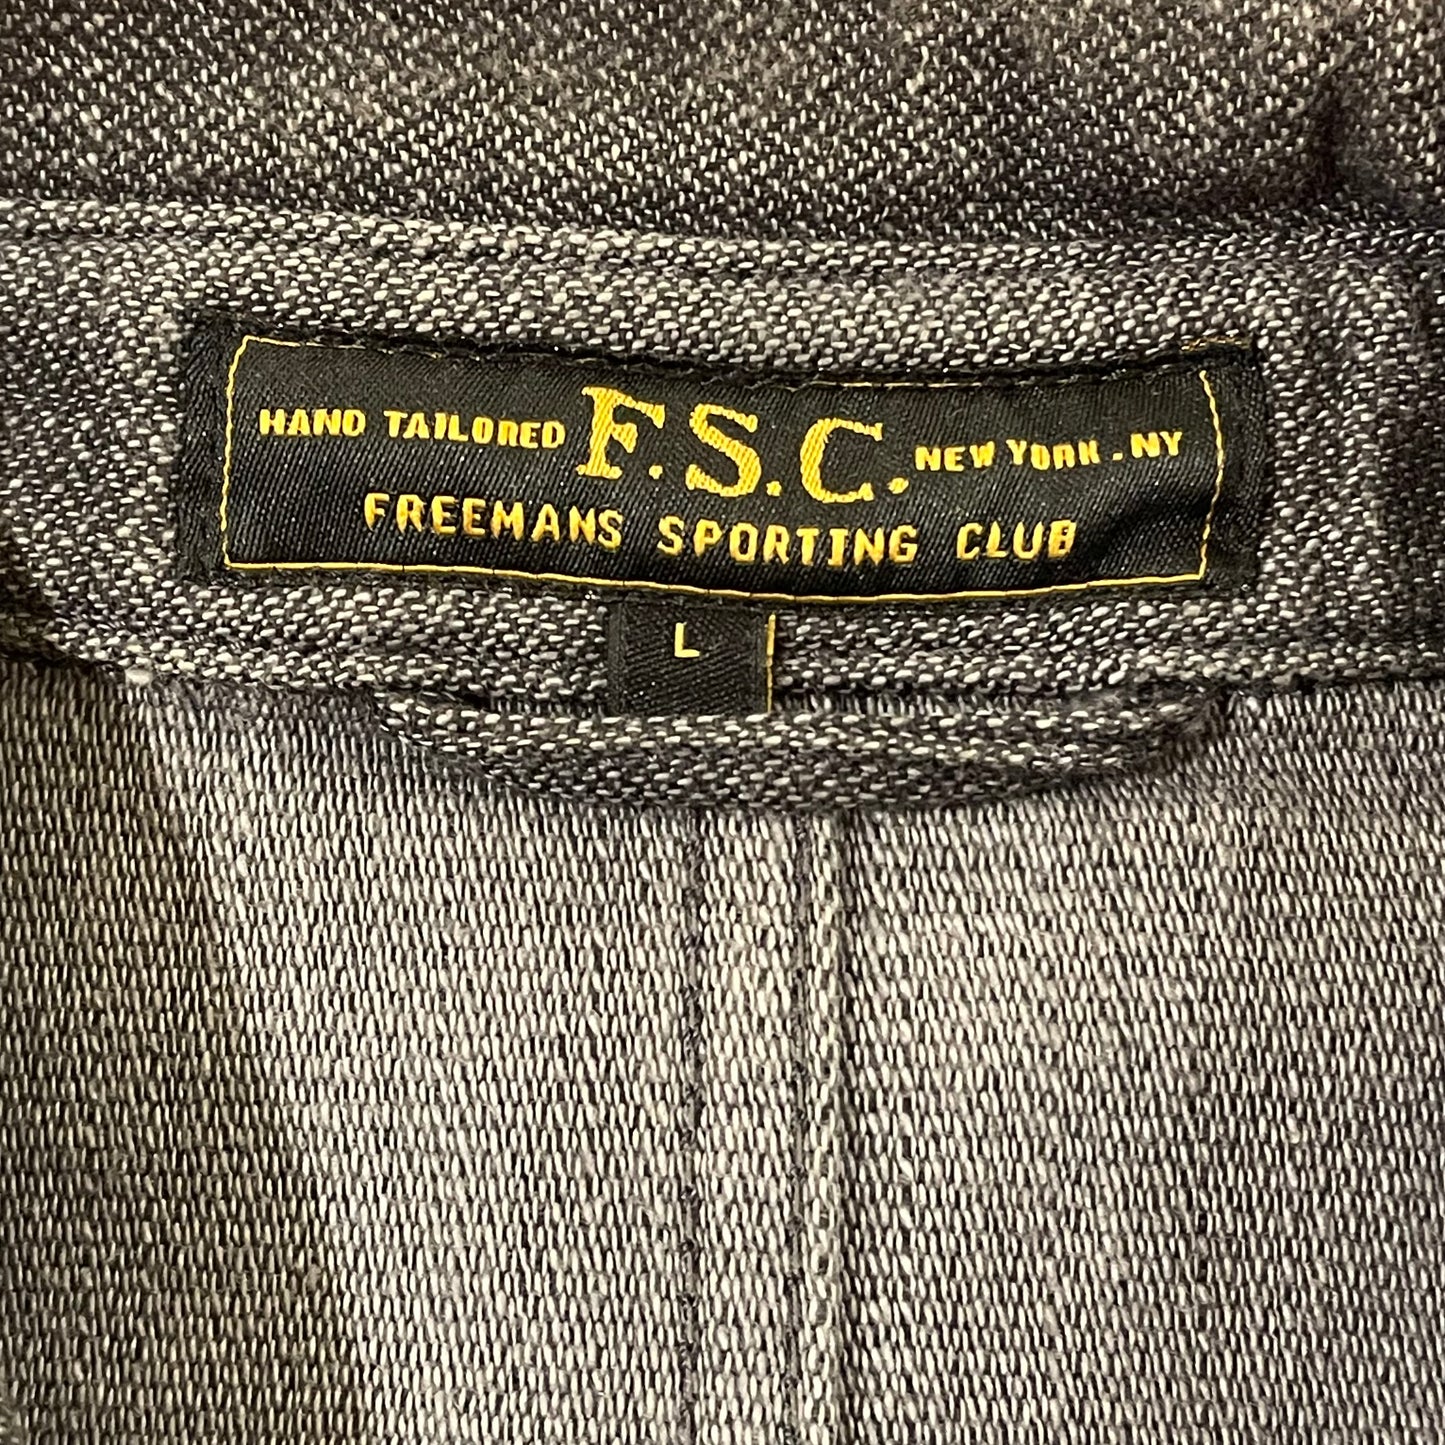 HAND TAILORED F.S.C. NEW YORK . NY
FREEMANS SPORTING CLUB
L